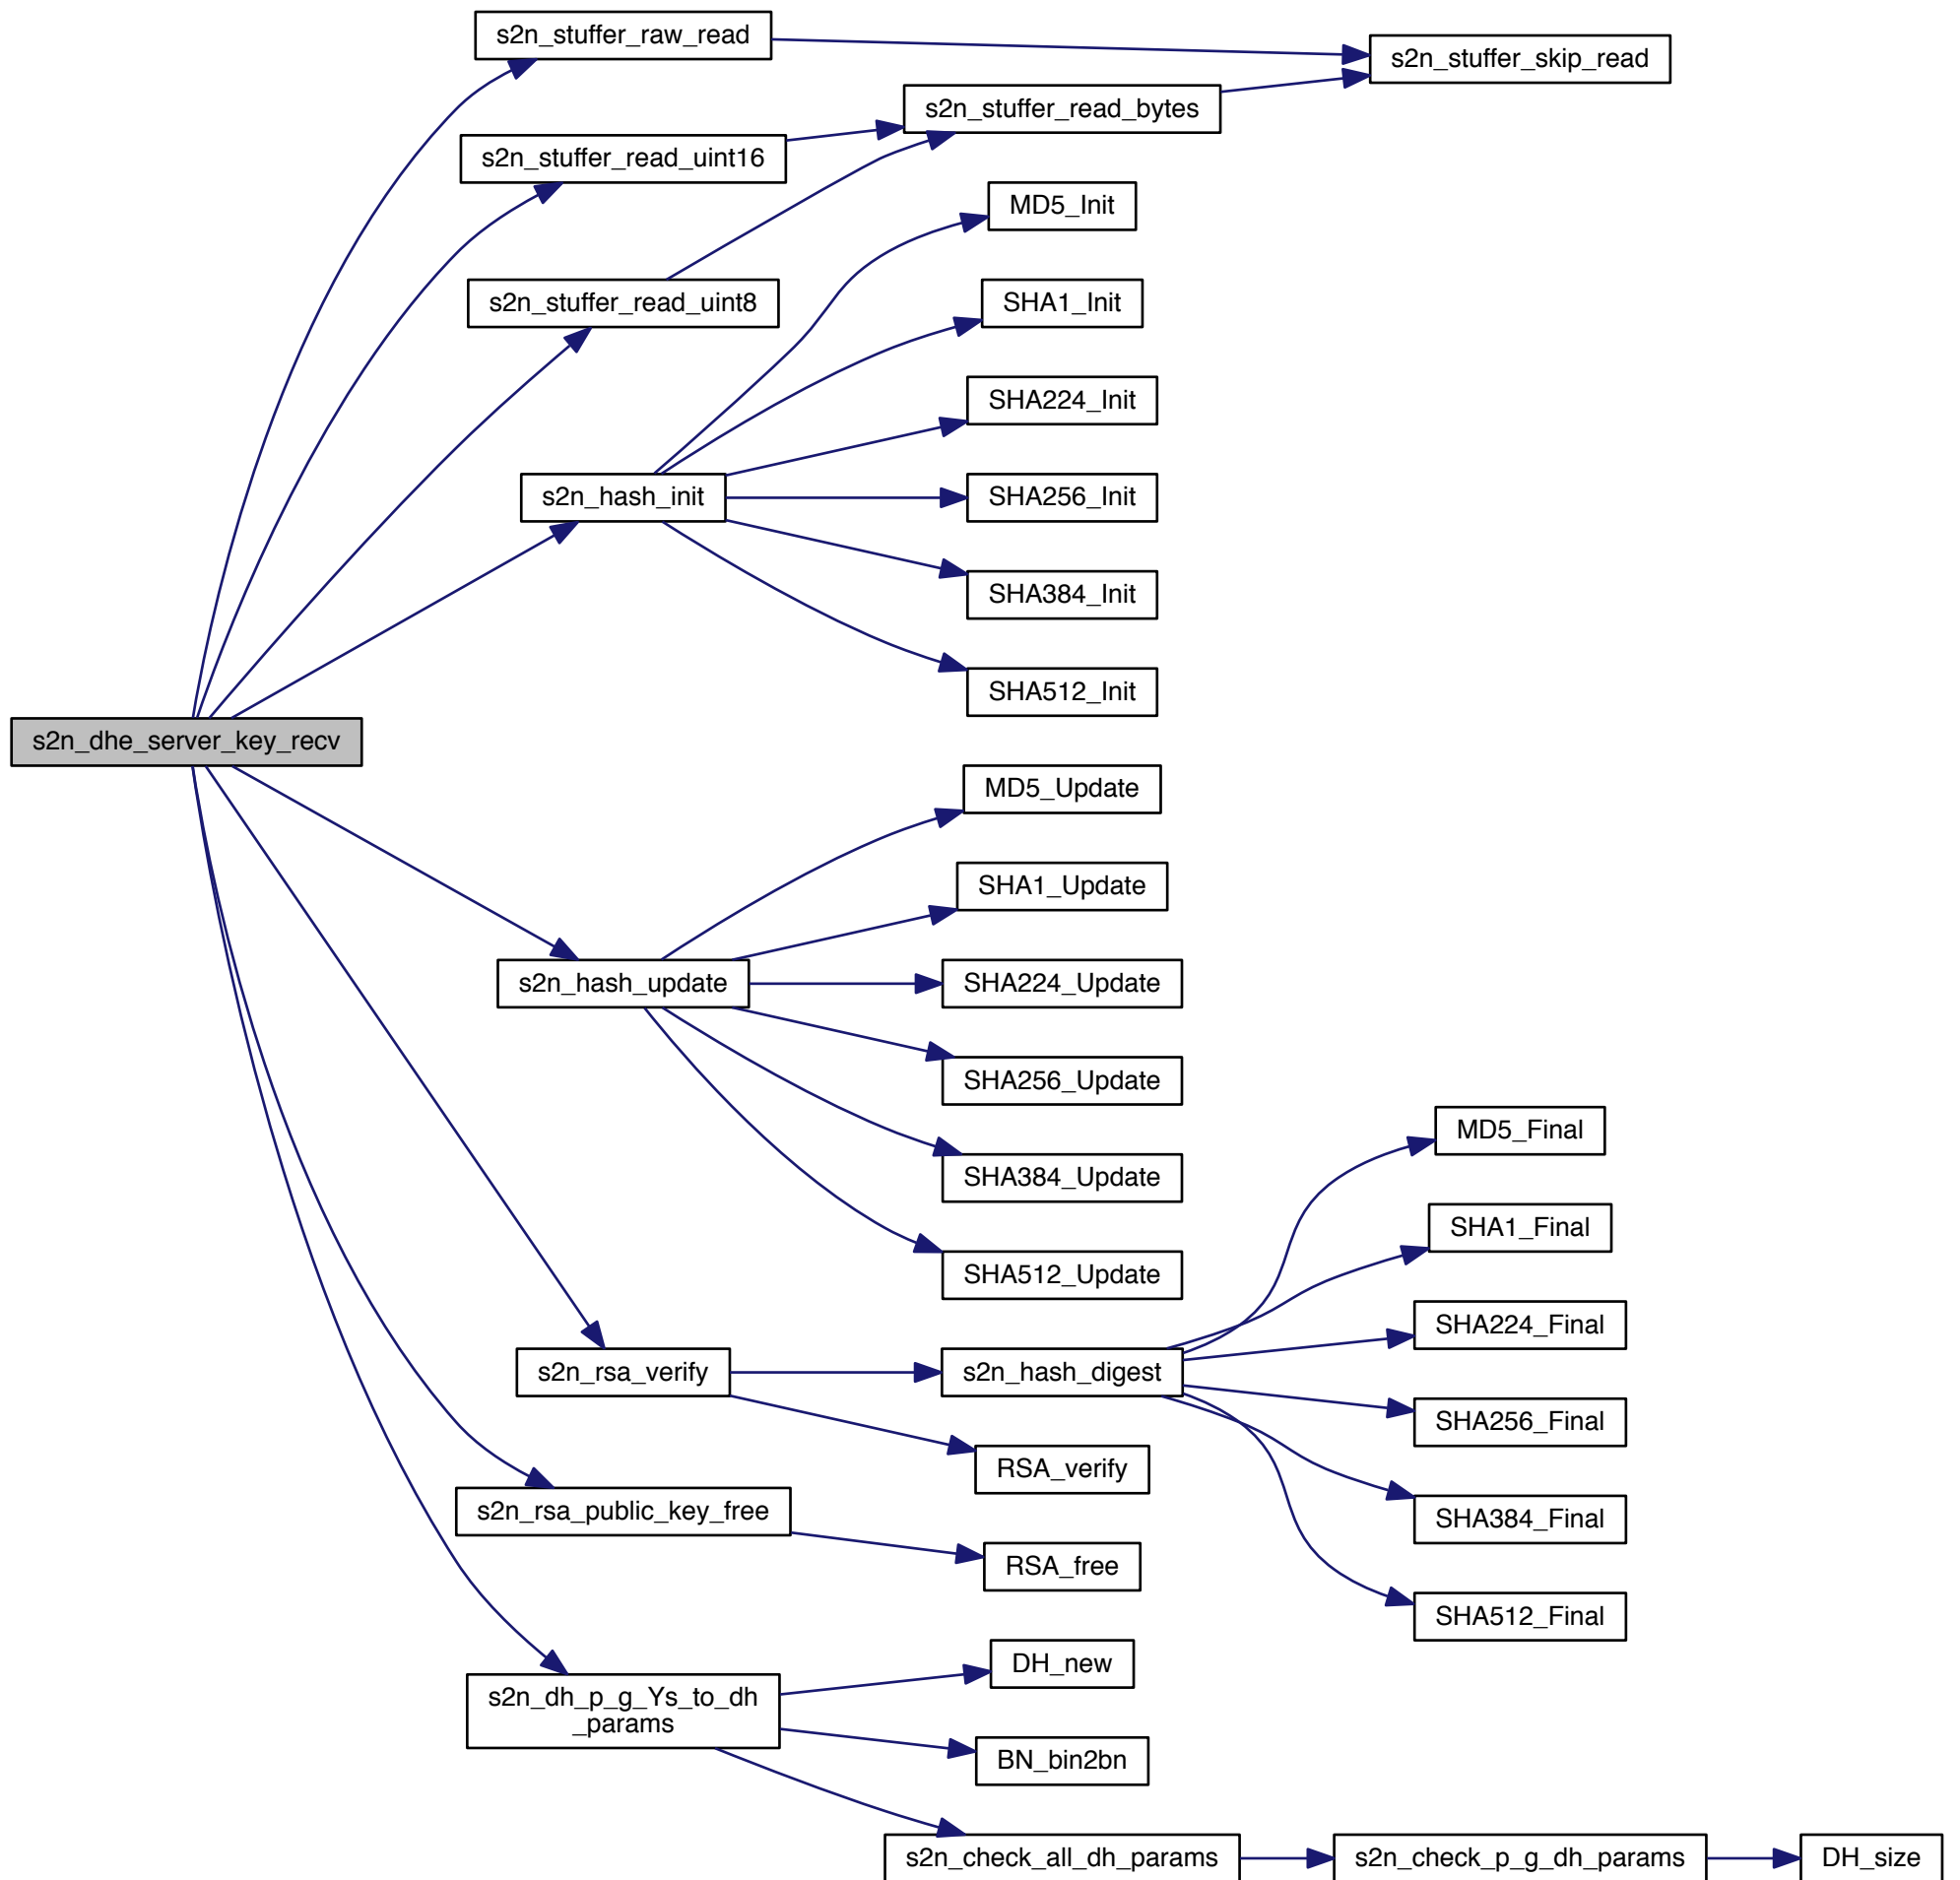 s2n_stuffer_raw_read
s2n_stuffer_skip_read
s2n_stuffer_read_bytes
s2n_stuffer_read_uint16
MD5_Init
s2n_stuffer_read_uint8
SHA1_Init
SHA224_Init
s2n_hash_init
SHA256_Init
SHA384_Init
SHA512_Init
s2n_dhe_server_key_recv
MD5_Update
SHA1_Update
s2n_hash_update
SHA224_Update
SHA256_Update
MD5_Final
SHA384_Update
SHA1_Final
SHA512_Update
SHA224_Final
s2n_rsa_verify
s2n_hash_digest
SHA256_Final
RSA_verify
s2n_rsa_public_key_free
SHA384_Final
RSA_free
SHA512_Final
DH_new
s2n_dh_p_g_Ys_to_dh
_params
BN_bin2bn
s2n_check_all_dh_params
s2n_check_p_g_dh_params
DH_size